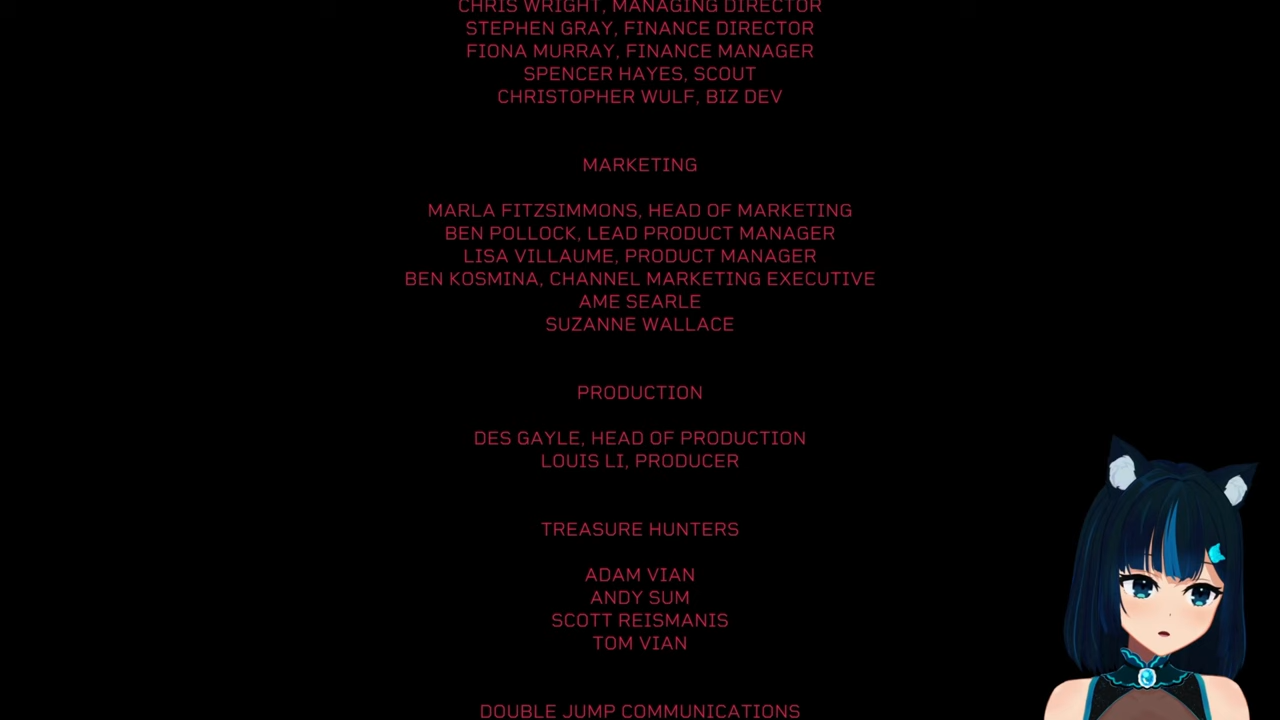 CHRIS WRIGHT, MANAGING DIRECTOR
STEPHEN GRAY, FINANCE DIRECTOR
FIONA MURRAY, FINANCE MANAGER
SPENCER HAYES, SCOUT
CHRISTOPHER WULF, BIZ DEV
MARKETING
MARLA FITZSIMMONS, HEAD OF MARKETING
BEN POLLOCK, LEAD PRODUCT MANAGER
LISA VILLAUME, PRODUCT MANAGER
BEN KOSMINA, CHANNEL MARKETING EXECUTIVE
AME SEARLE
SUZANNE WALLACE
PRODUCTION
DES GAYLE, HEAD OF PRODUCTION
LOUIS LI, PRODUCER
TREASURE HUNTERS
ADAM VIAN
ANDY SUM
SCOTT REISMANIS
TOM VIAN
DOUBLE JUMP COMMUNICATIONS